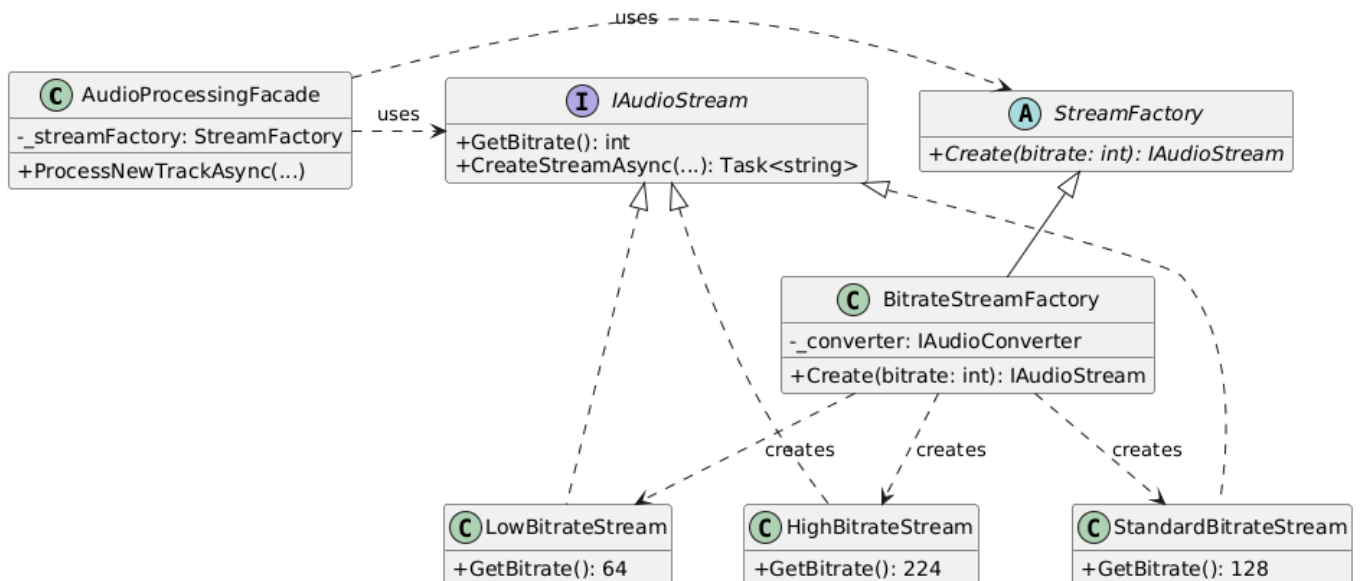 uses
C AudioProcessingFacade
-_streamFactory: StreamFactory
+ProcessNewTrackAsync(...)
uses
I IAudioStream
+GetBitrate(): int
+CreateStreamAsync(...): Task<string>
A StreamFactory
+Create(bitrate: int): IAudioStream
C BitrateStreamFactory
-_converter: IAudioConverter
+Create(bitrate: int): IAudioStream
creates
creates
creates
C LowBitrateStream
+GetBitrate(): 64
C HighBitrateStream
+GetBitrate(): 224
C StandardBitrateStream
+GetBitrate(): 128